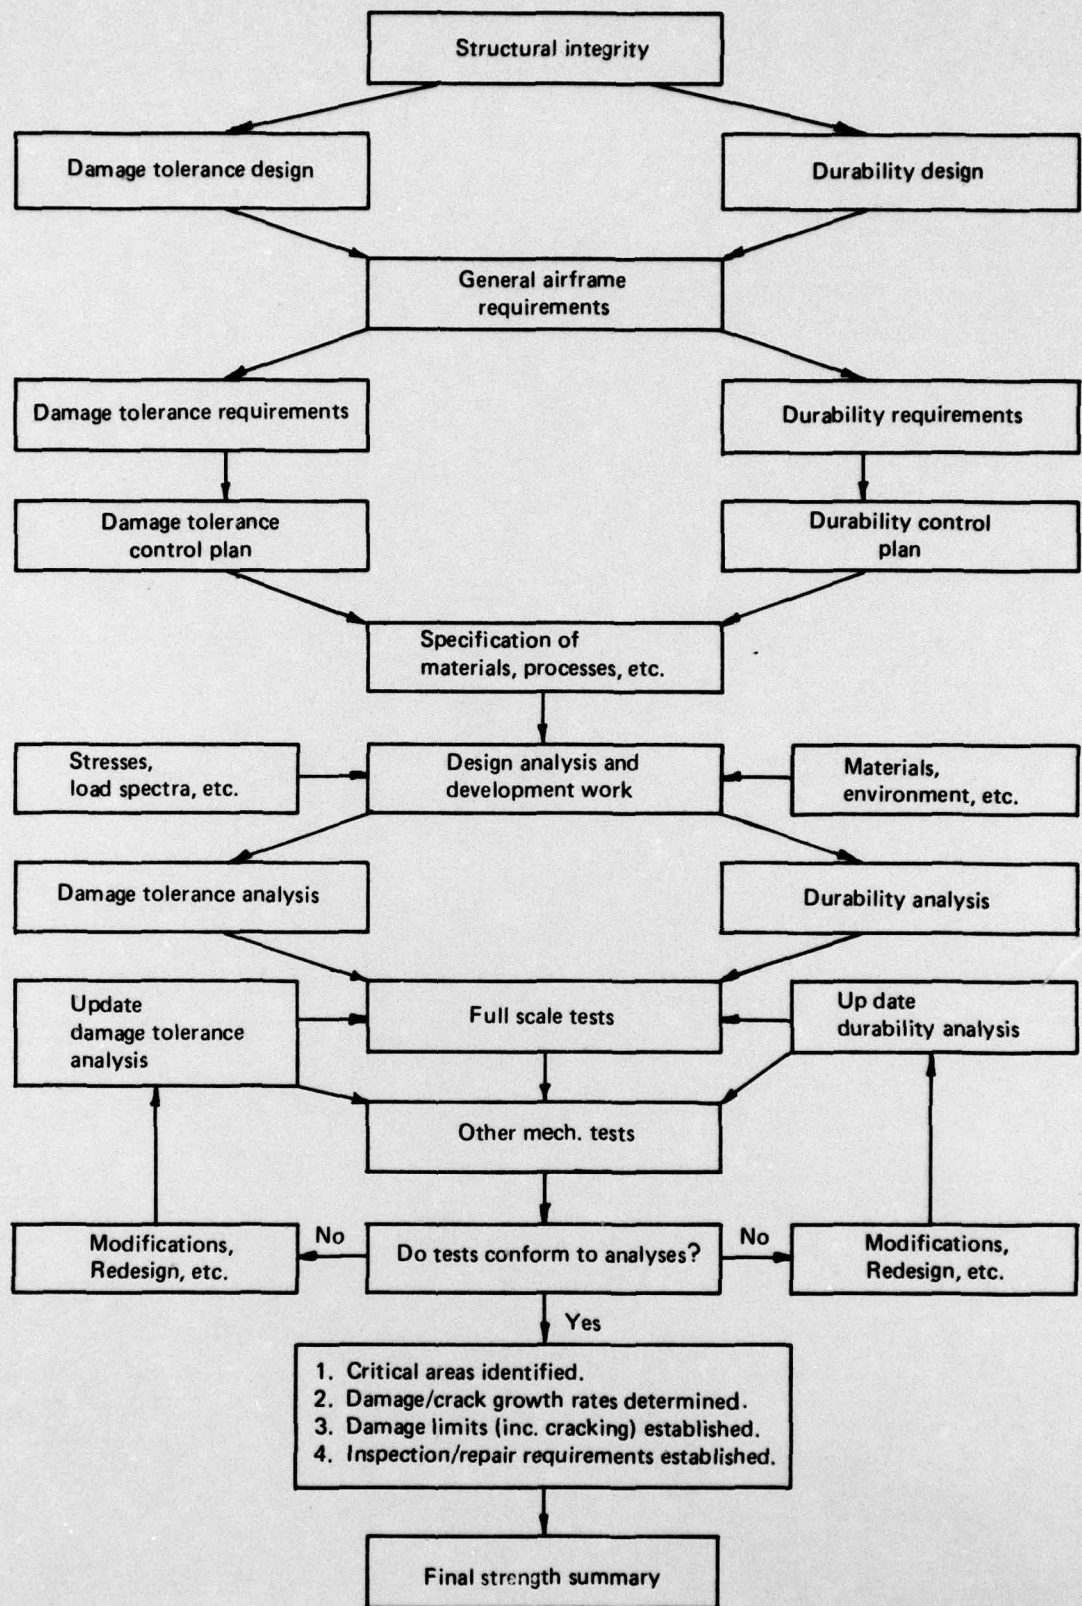 Structural integrity
Damage tolerance design
Durability design
General airframe
requirements
Damage tolerance requirements
Durability requirements
Damage tolerance
control plan
Durability control
plan
Specification of
materials, processes, etc.
Stresses,
load spectra, etc.
Design analysis and
development work
Materials,
environment, etc.
Damage tolerance analysis
Durability analysis
Update
damage tolerance
analysis
Full scale tests
Up date
durability analysis
Other mech. tests
Modifications,
Redesign, etc.
No
Do tests conform to analyses?
No
Modifications,
Redesign, etc.
Yes
1. Critical areas identified.
2. Damage/crack growth rates determined.
3. Damage limits (inc. cracking) established.
4. Inspection/repair requirements established.
Final strength summary